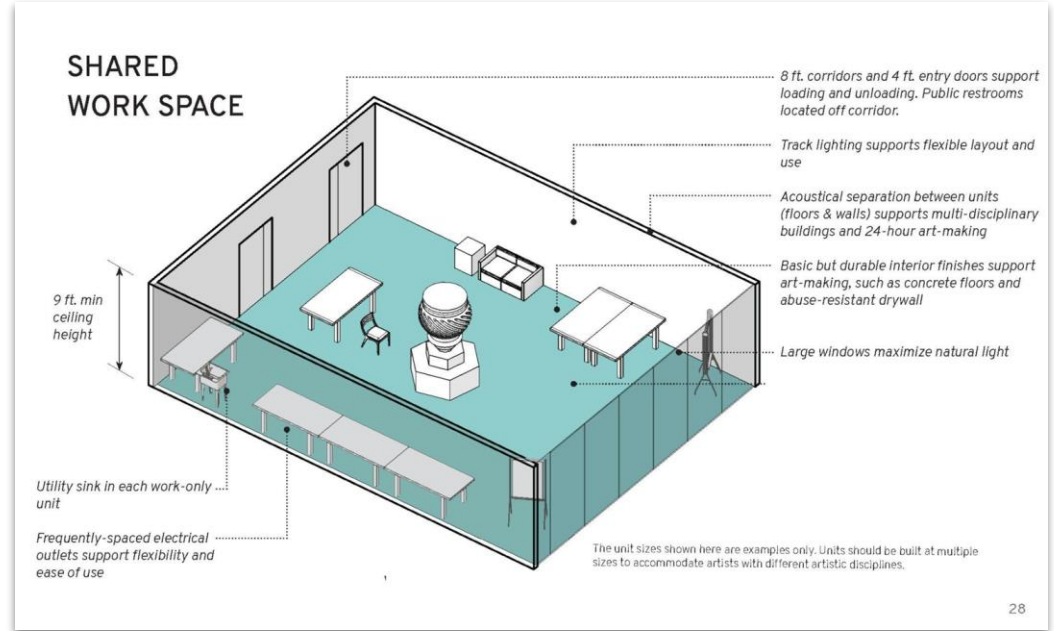 SHARED
WORK SPACE
8 ft. corridors and 4 ft. entry doors support
loading and unloading. Public restrooms
located off corridor.
Track lighting supports flexible layout and
use
Acoustical separation between units
(floors & walls) supports multi-disciplinary
buildings and 24-hour art-making
Basic but durable interior finishes support
art-making, such as concrete floors and
abuse-resistant drywall
Large windows maximize natural light
9 ft. min
ceiling
height
Utility sink in each work-only
unit
Frequently-spaced electrical
outlets support flexibility and
ease of use
The unit sizes shown here are examples only. Units should be built at multiple
sizes to accommodate artists with different artistic disciplines.
28